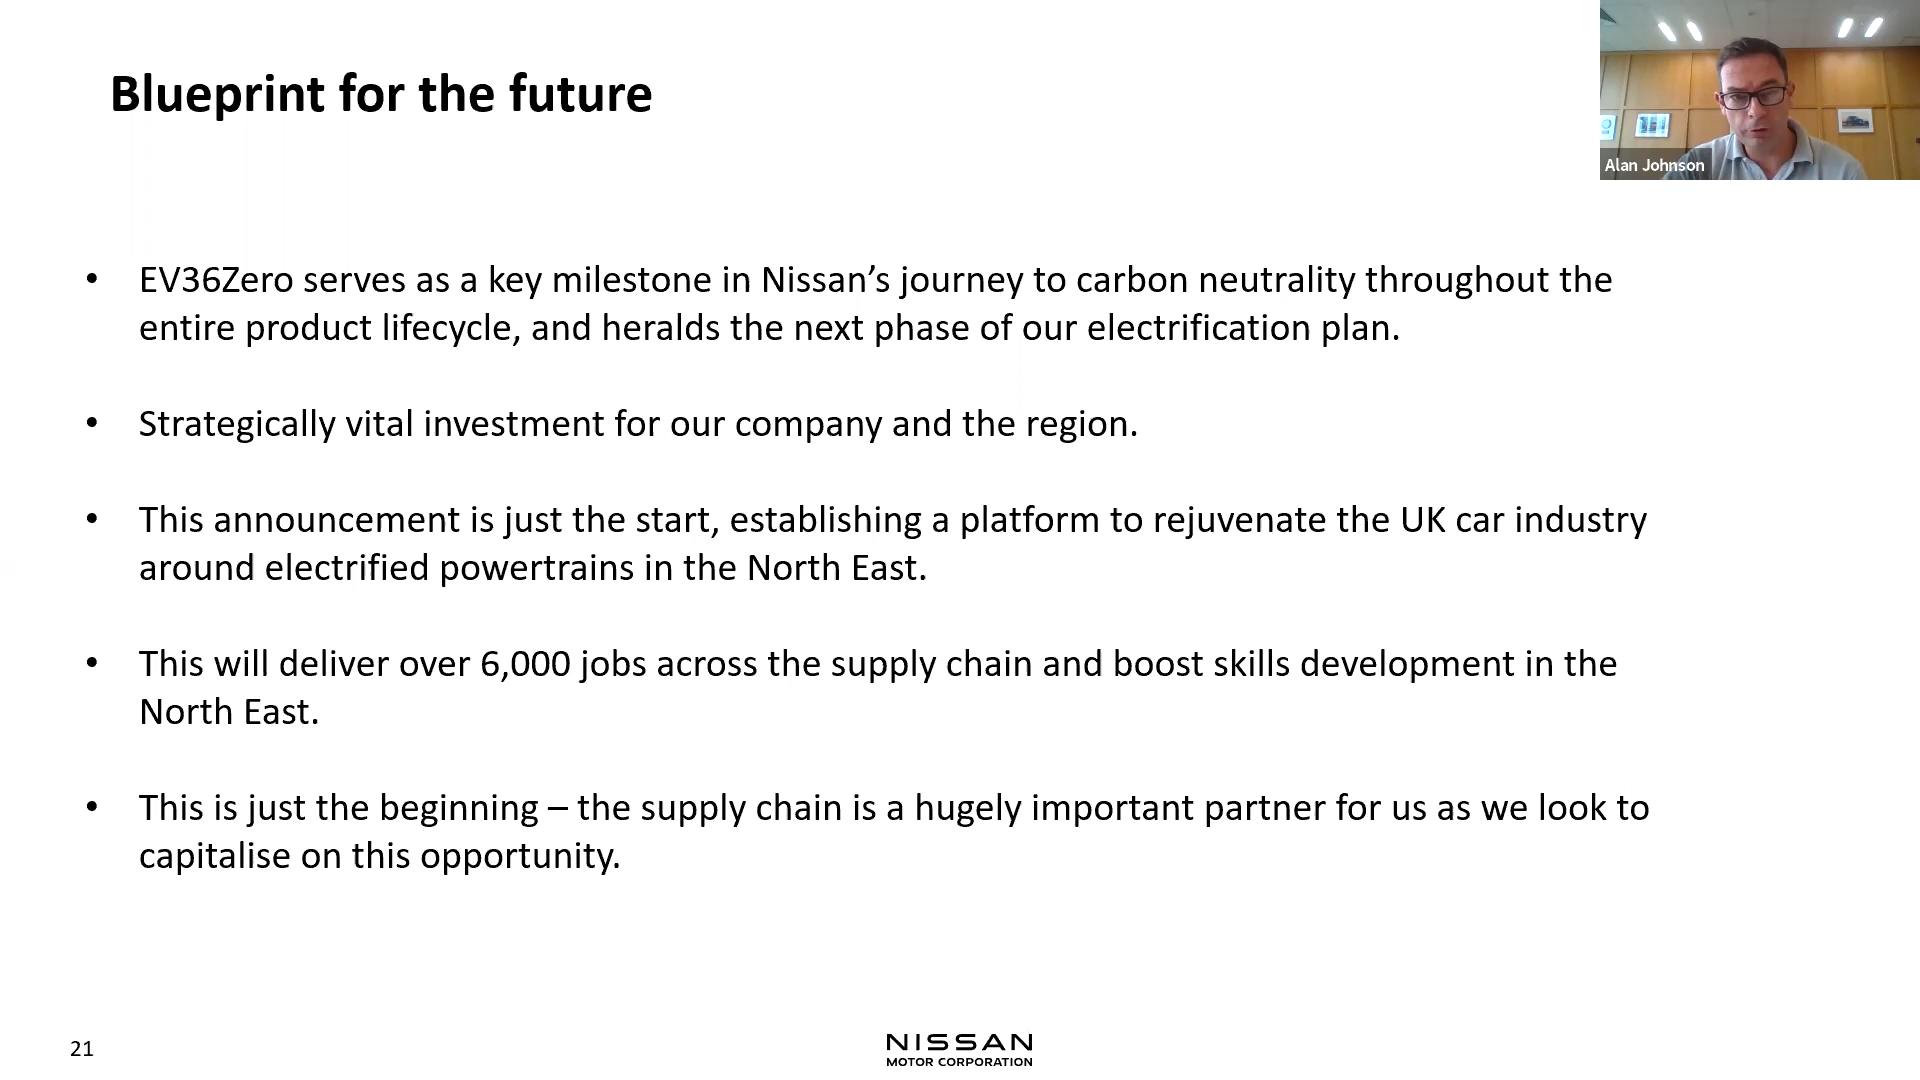 Blueprint for the future
Alan Johnson
• EV36Zero serves as a key milestone in Nissan’s journey to carbon neutrality throughout the
entire product lifecycle, and heralds the next phase of our electrification plan.
• Strategically vital investment for our company and the region.
• This announcement is just the start, establishing a platform to rejuvenate the UK car industry
around electrified powertrains in the North East.
• This will deliver over 6,000 jobs across the supply chain and boost skills development in the
North East.
• This is just the beginning – the supply chain is a hugely important partner for us as we look to
capitalise on this opportunity.
21
NISSAN
MOTOR CORPORATION